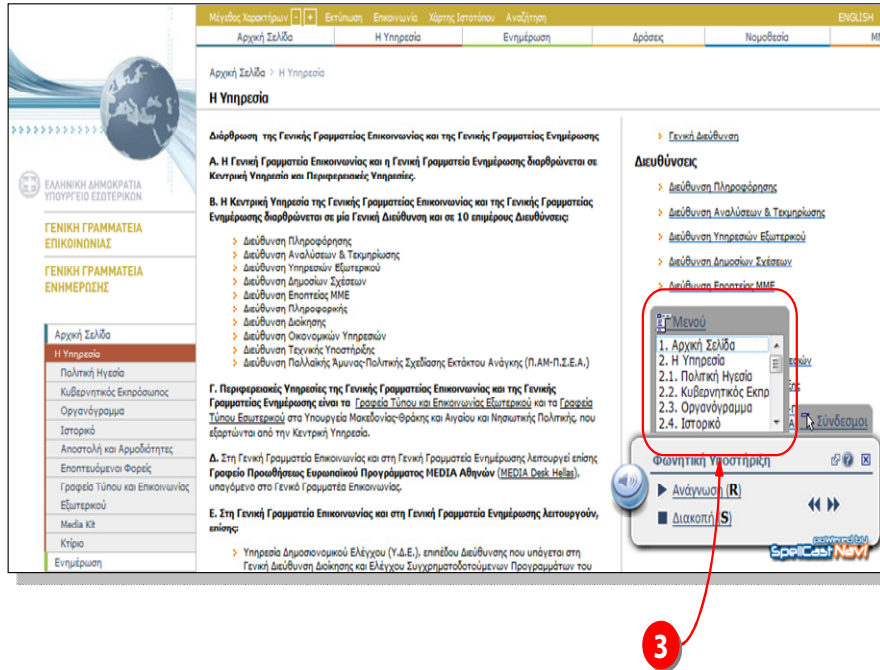 Μέγεθος Χαρακτήρων - + Εκτύπωση Επικοινωνία Χάρτης Ιστοτόπου Αναζήτηση ENGLISH
Αρχική Σελίδα Η Υπηρεσία Ενημέρωση Δράσεις Νομοθεσία
Αρχική Σελίδα > Η Υπηρεσία
Η Υπηρεσία
ΕΛΛΗΝΙΚΗ ΔΗΜΟΚΡΑΤΙΑ
ΥΠΟΥΡΓΕΙΟ ΕΣΩΤΕΡΙΚΩΝ
ΓΕΝΙΚΗ ΓΡΑΜΜΑΤΕΙΑ
ΕΠΙΚΟΙΝΩΝΙΑΣ
ΓΕΝΙΚΗ ΓΡΑΜΜΑΤΕΙΑ
ΕΝΗΜΕΡΩΣΗΣ
Αρχική Σελίδα
Η Υπηρεσία
Πολιτική Ηγεσία
Κυβερνητικός Εκπρόσωπος
Οργανόγραμμα
Ιστορικό
Αποστολή και Αρμοδιότητες
Εποπτευόμενοι Φορείς
Γραφεία Τύπου και Επικοινωνίας
Εξωτερικού
Media Kit
Κτίριο
Ενημέρωση
Διάρθρωση της Γενικής Γραμματείας Επικοινωνίας και της Γενικής Γραμματείας Ενημέρωσης
Α. Η Γενική Γραμματεία Επικοινωνίας και η Γενική Γραμματεία Ενημέρωσης διαρθρώνεται σε
Κεντρική Υπηρεσία και Περιφερειακές Υπηρεσίες.
Β. Η Κεντρική Υπηρεσία της Γενικής Γραμματείας Επικοινωνίας και της Γενικής Γραμματείας
Ενημέρωσης διαρθρώνεται σε μία Γενική Διεύθυνση και σε 10 επιμέρους Διευθύνσεις:
Διεύθυνση Πληροφόρησης
Διεύθυνση Αναλύσεων & Τεκμηρίωσης
Διεύθυνση Υπηρεσιών Εξωτερικού
Διεύθυνση Δημοσίων Σχέσεων
Διεύθυνση Εποπτείας ΜΜΕ
Διεύθυνση Πληροφορικής
Διεύθυνση Διοίκησης
Διεύθυνση Οικονομικών Υπηρεσιών
Διεύθυνση Τεχνικής Υποστήριξης
Διεύθυνση Παλλαϊκής Άμυνας-Πολιτικής Σχεδίασης Εκτάκτου Ανάγκης (Π.ΑΜ-Π.Σ.Ε.Α.)
Γ. Περιφερειακές Υπηρεσίες της Γενικής Γραμματείας Επικοινωνίας και της Γενικής
Γραμματείας Ενημέρωσης είναι τα Γραφεία Τύπου και Επικοινωνίας Εξωτερικού και τα Γραφεία
Τύπου Εσωτερικού στα Υπουργεία Μακεδονίας-Θράκης και Αιγαίου και Νησιωτικής Πολιτικής, που
εξαρτώνται από την Κεντρική Υπηρεσία.
Δ. Στη Γενική Γραμματεία Επικοινωνίας και στη Γενική Γραμματεία Ενημέρωσης λειτουργεί επίσης
Γραφείο Προωθήσεως Ευρωπαϊκού Προγράμματος MEDIA Αθηνών (MEDIA Desk Hellas),
υπαγόμενο στο Γενικό Γραμματέα Επικοινωνίας.
Ε. Στη Γενική Γραμματεία Επικοινωνίας και στη Γενική Γραμματεία Ενημέρωσης λειτουργούν,
επίσης:
Υπηρεσία Δημοσιονομικού Ελέγχου (Υ.Δ.Ε.), επιπέδου Διεύθυνσης που υπάγεται στη
Γενική Διεύθυνση Διοίκησης και Ελέγχου Συγχρηματοδοτούμενων Προγραμμάτων του
Γενική Διεύθυνση
Διευθύνσεις
Διεύθυνση Πληροφόρησης
Διεύθυνση Αναλύσεων & Τεκμηρίωσης
Διεύθυνση Υπηρεσιών Εξωτερικού
Διεύθυνση Δημοσίων Σχέσεων
Διεύθυνση Εποπτείας ΜΜΕ
Μενού
1. Αρχική Σελίδα
2. Η Υπηρεσία
2.1. Πολιτική Ηγεσία
2.2. Κυβερνητικός Εκπρ
2.3. Οργανόγραμμα
2.4. Ιστορικό
Σύνδεσμοι
Φωνητική Υποστήριξη
Ανάγνωση (R)
Διακοπή (S)
powered by
SpellCast Navi
3